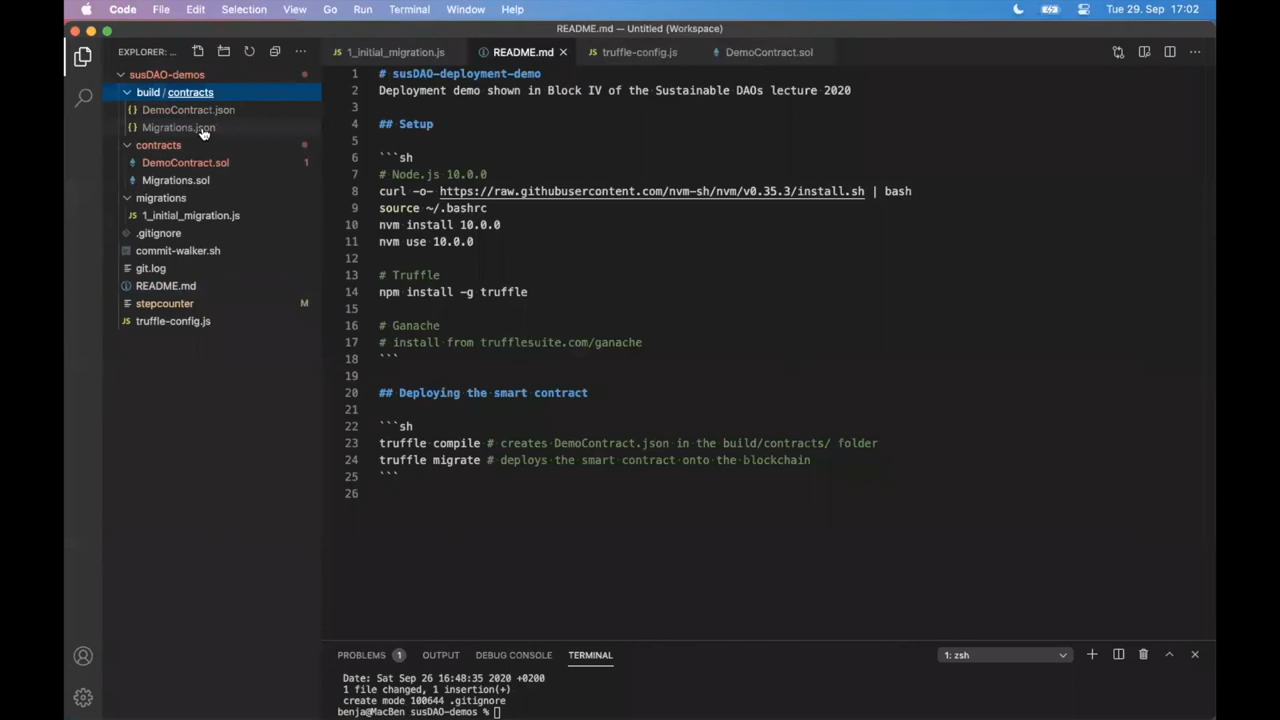 Code File Edit Selection View Go Run Terminal Window Help Tue 29. Sep 17:02
README.md — Untitled (Workspace)
EXPLORER: ...
1_initial_migration.js README.md truffle-config.js DemoContract.sol
susDAO-demos
build / contracts
DemoContract.json
Migrations.json
contracts
DemoContract.sol 1
Migrations.sol
migrations
1_initial_migration.js
.gitignore
commit-walker.sh
git.log
README.md
stepcounter M
truffle-config.js
1 # susDAO-deployment-demo
2 Deployment demo shown in Block IV of the Sustainable DAOs lecture 2020
3
4 ## Setup
5
6 ```sh
7 # Node.js 10.0.0
8 curl -o- https://raw.githubusercontent.com/nvm-sh/nvm/v0.35.3/install.sh | bash
9 source ~/.bashrc
10 nvm install 10.0.0
11 nvm use 10.0.0
12
13 # Truffle
14 npm install -g truffle
15
16 # Ganache
17 # install from trufflesuite.com/ganache
18 ```
19
20 ## Deploying the smart contract
21
22 ```sh
23 truffle compile # creates DemoContract.json in the build/contracts/ folder
24 truffle migrate # deploys the smart contract onto the blockchain
25 ```
26
PROBLEMS 1 OUTPUT DEBUG CONSOLE TERMINAL 1: zsh
Date: Sat Sep 26 16:48:35 2020 +0200
1 file changed, 1 insertion(+)
create mode 100644 .gitignore
benja@MacBen susDAO-demos %